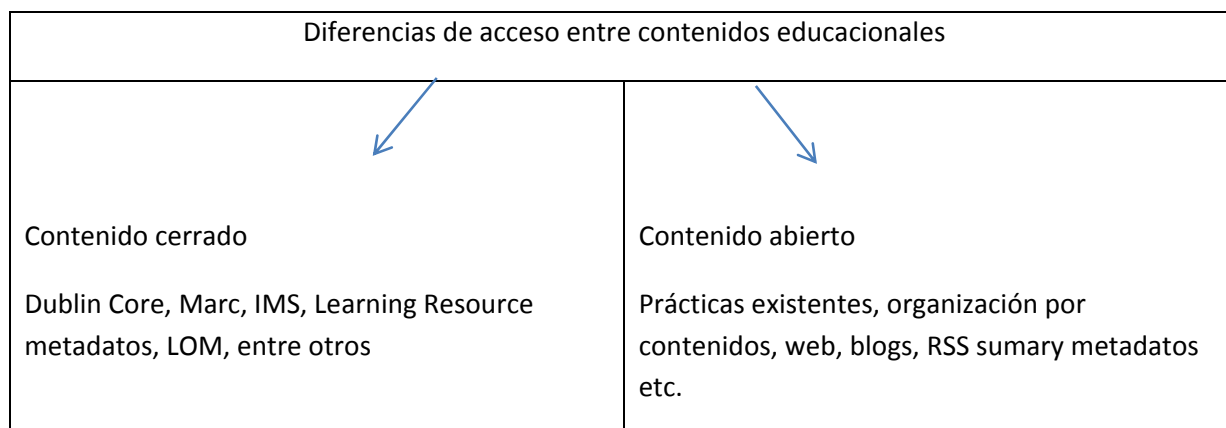 Diferencias de acceso entre contenidos educacionales
Contenido cerrado
Dublin Core, Marc, IMS, Learning Resource
metadatos, LOM, entre otros
Contenido abierto
Prácticas existentes, organización por
contenidos, web, blogs, RSS sumary metadatos
etc.